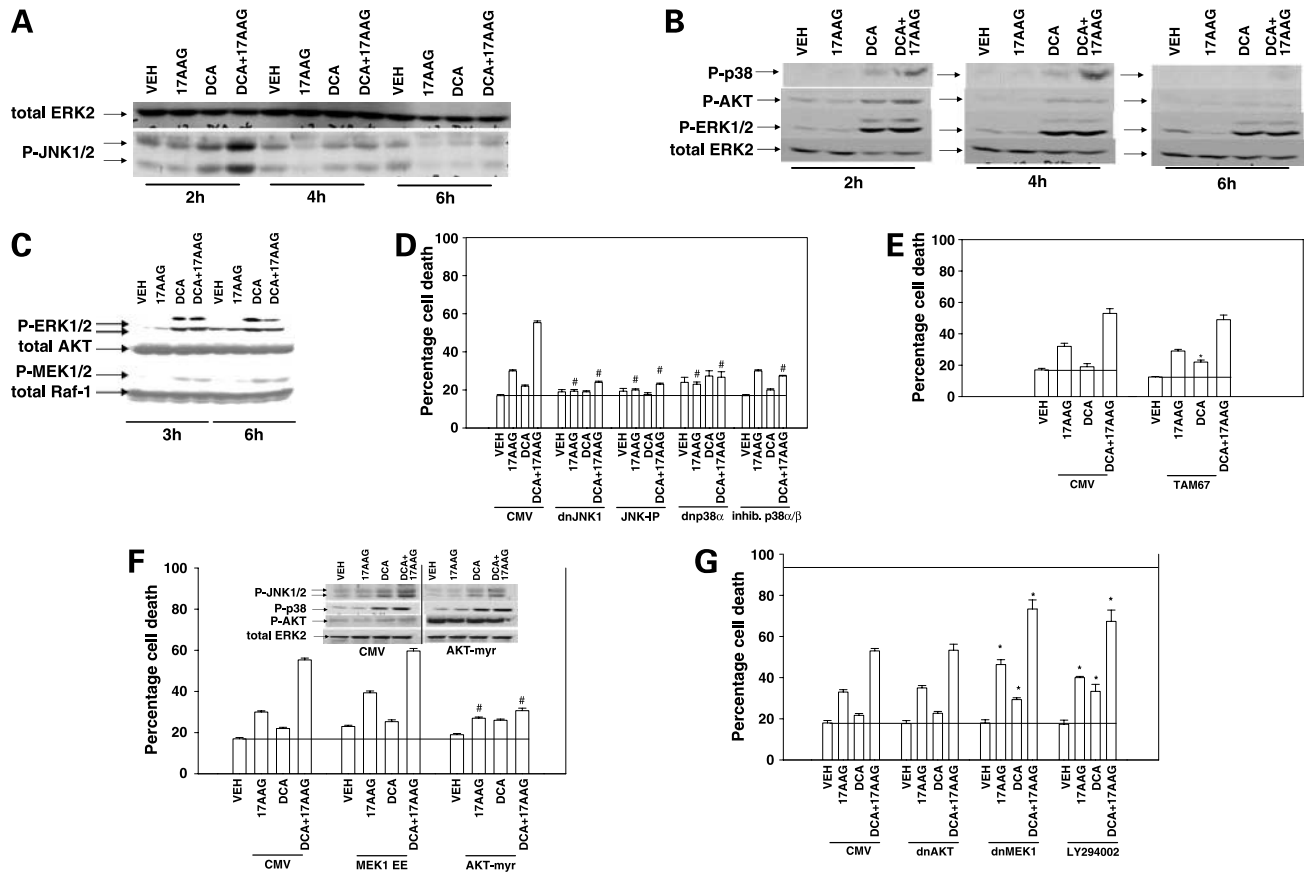 A
VEH
17AAG
DCA
DCA+17AAG
VEH
17AAG
DCA
DCA+17AAG
VEH
17AAG
DCA
DCA+17AAG
total ERK2
P-JNK1/2
2h 4h 6h
B
VEH
17AAG
DCA
DCA+
17AAG
VEH
17AAG
DCA
DCA+
17AAG
VEH
17AAG
DCA
DCA+
17AAG
P-p38
P-AKT
P-ERK1/2
total ERK2
2h 4h 6h
C
VEH
17AAG
DCA
DCA+17AAG
VEH
17AAG
DCA
DCA+17AAG
P-ERK1/2
total AKT
P-MEK1/2
total Raf-1
3h 6h
D
Percentage cell death
100
80
60
40
20
0
# # # # # # #
VEH
17AAG
DCA
DCA+17AAG
VEH
17AAG
DCA
DCA+17AAG
VEH
17AAG
DCA
DCA+17AAG
VEH
17AAG
DCA
DCA+17AAG
VEH
17AAG
DCA
DCA+17AAG
CMV dnJNK1 JNK-IP dnp38α inhib. p38α/β
E
Percentage cell death
100
80
60
40
20
0
*
VEH
17AAG
DCA
DCA+17AAG
VEH
17AAG
DCA
DCA+17AAG
CMV TAM67
F
Percentage cell death
100
80
60
40
20
0
VEH
17AAG
DCA
DCA+
17AAG
VEH
17AAG
DCA
DCA+
17AAG
P-JNK1/2
P-p38
P-AKT
total ERK2
CMV AKT-myr
# #
VEH
17AAG
DCA
DCA+17AAG
VEH
17AAG
DCA
DCA+17AAG
VEH
17AAG
DCA
DCA+17AAG
CMV MEK1 EE AKT-myr
G
Percentage cell death
100
80
60
40
20
0
* * * * * *
VEH
17AAG
DCA
DCA+17AAG
VEH
17AAG
DCA
DCA+17AAG
VEH
17AAG
DCA
DCA+17AAG
VEH
17AAG
DCA
DCA+17AAG
CMV dnAKT dnMEK1 LY294002